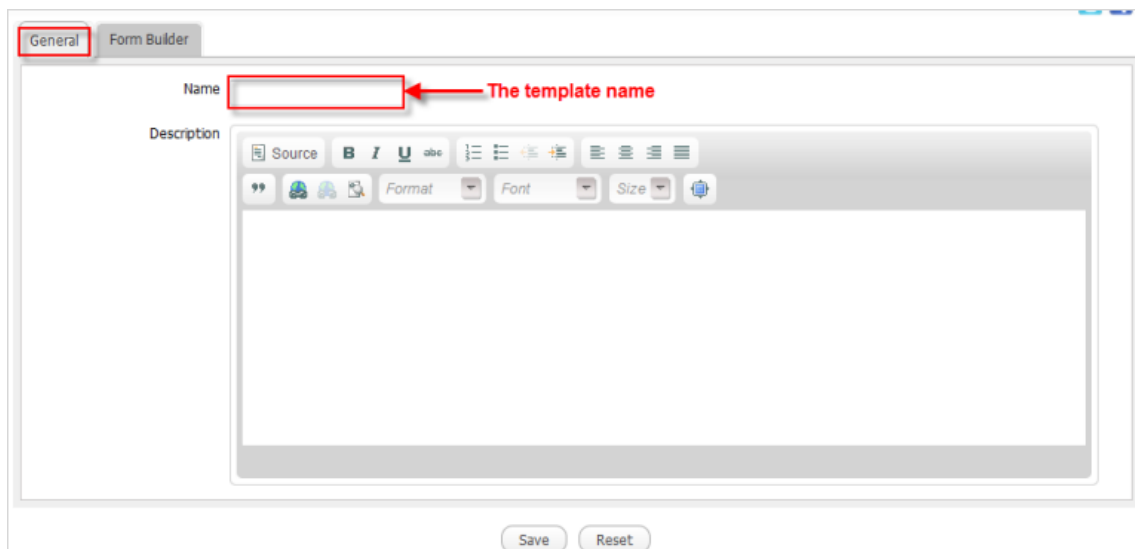 General Form Builder
Name The template name
Description
Source B I U abc
Format Font Size
Save Reset